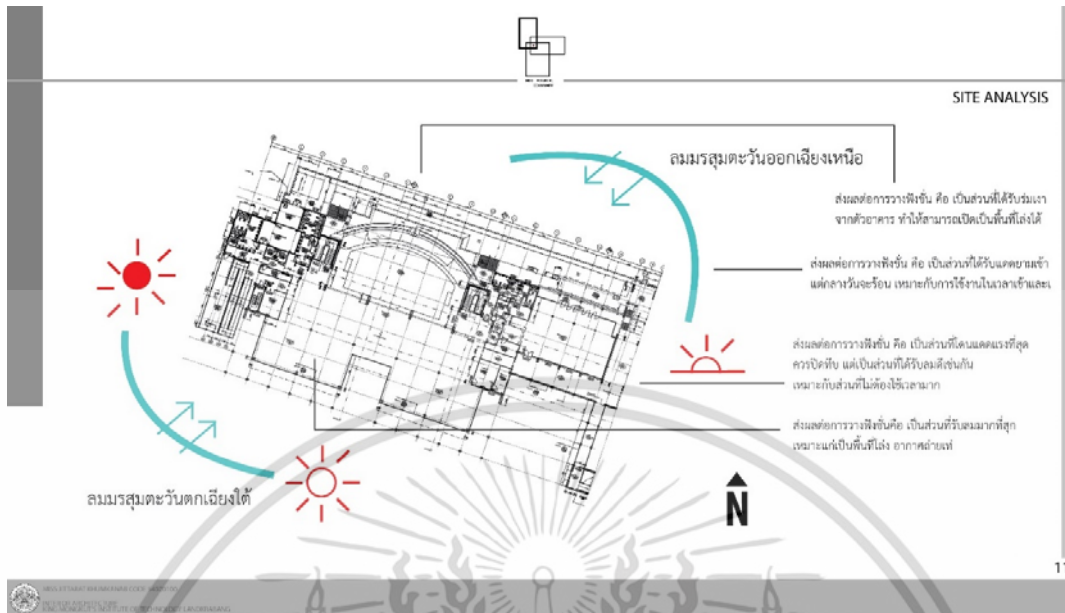 SITE ANALYSIS
ลมมรสุมตะวันออกเฉียงเหนือ
ส่งผลต่อการวางฟังชั่น คือ เป็นส่วนที่ได้รับร่มเงา
จากตัวอาคาร ทำให้สามารถเปิดเป็นพื้นที่โล่งได้
ส่งผลต่อการวางฟังชั่น คือ เป็นส่วนที่ได้รับแดดยามเช้า
แต่กลางวันจะร้อน เหมาะกับการใช้งานในเวลาเช้าและเ
ส่งผลต่อการวางฟังชั่น คือ เป็นส่วนที่โดนแดดแรงที่สุด
ควรปิดทึบ แต่เป็นส่วนที่ได้รับลมดีเช่นกัน
เหมาะกับส่วนที่ไม่ต้องใช้เวลามาก
ส่งผลต่อการวางฟังชั่นคือ เป็นส่วนที่รับลมมากที่สุก
เหมาะแก่เป็นพื้นที่โล่ง อากาศถ่ายเท่
ลมมรสุมตะวันตกเฉียงใต้
N
11
KING MONGKUT'S INSTITUTE OF TECHNOLOGY LADKRABANG